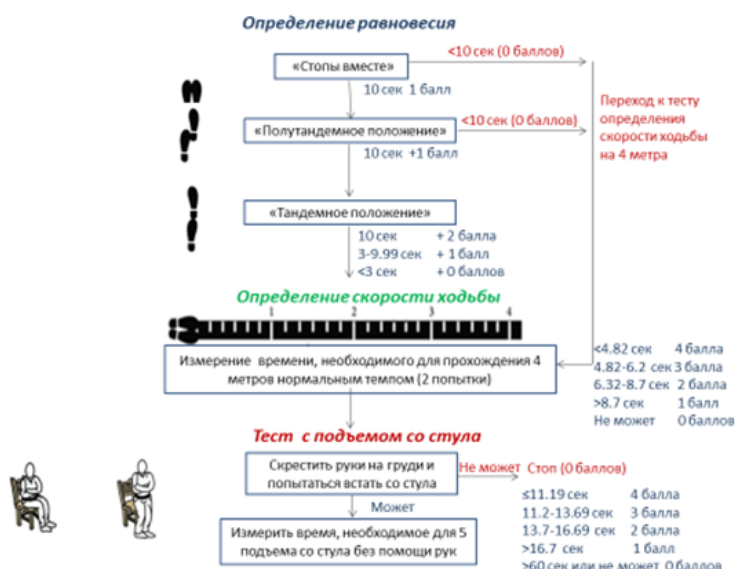 Определение равновесия
<10 сек (0 баллов)
«Стопы вместе»
10 сек 1 балл
Переход к тесту
определения
скорости ходьбы
на 4 метра
<10 сек (0 баллов)
«Полутандемное положение»
10 сек +1 балл
«Тандемное положение»
10 сек + 2 балла
3-9.99 сек + 1 балл
<3 сек + 0 баллов
Определение скорости ходьбы
1 2 3 4
Измерение времени, необходимого для прохождения 4
метров нормальным темпом (2 попытки)
<4.82 сек 4 балла
4.82-6.2 сек 3 балла
6.32-8.7 сек 2 балла
>8.7 сек 1 балл
Не может 0 баллов
Тест с подъемом со стула
Скрестить руки на груди и
попытаться встать со стула
Не может Стоп (0 баллов)
Может
Измерить время, необходимое для 5
подъема со стула без помощи рук
≤11.19 сек 4 балла
11.2-13.69 сек 3 балла
13.7-16.69 сек 2 балла
>16.7 сек 1 балл
>60 сек или не может 0 баллов